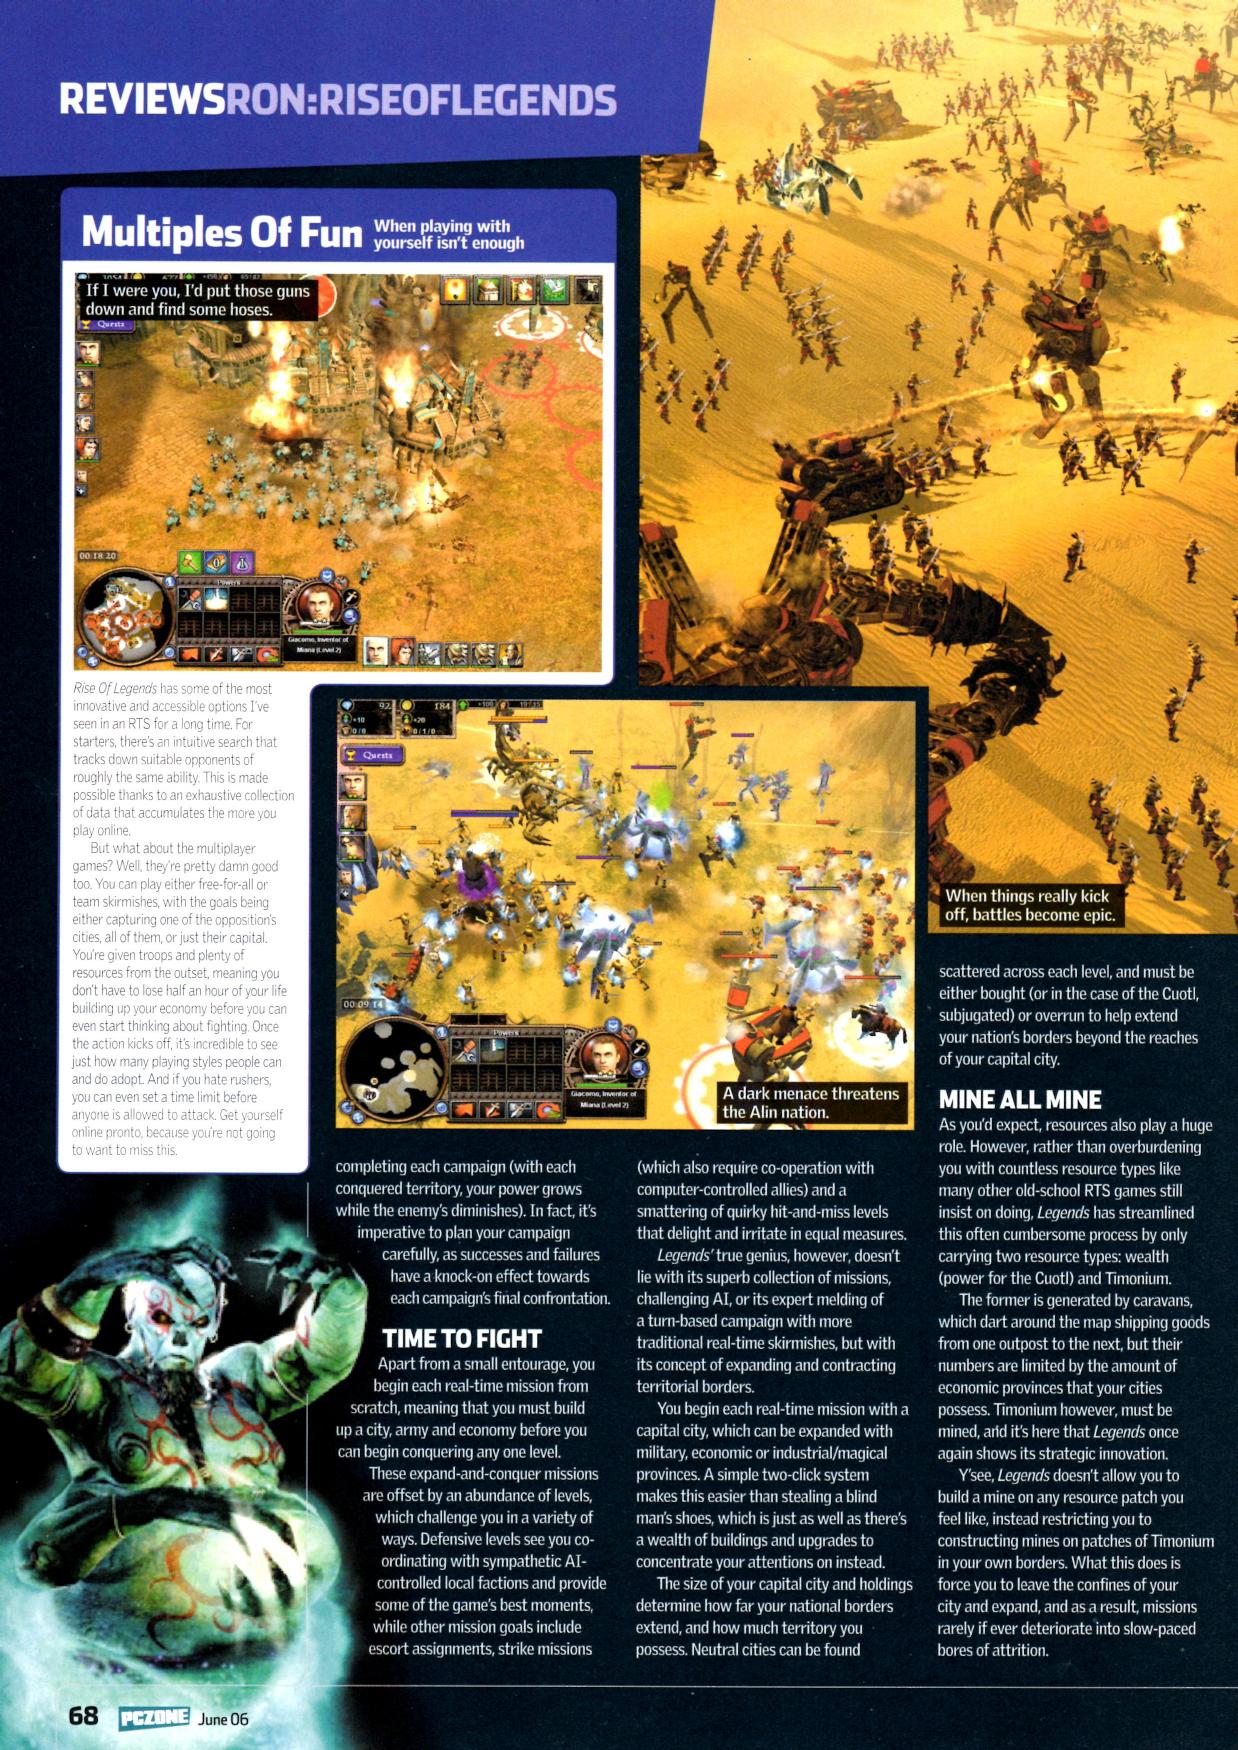 REVIEWSRON:RISEOFLEGENDS
Multiples Of Fun
When playing with
yourself isn't enough
If I were you, I'd put those guns
down and find some hoses.
Quests
00:18:20
Powers
Giacomo, Inventor of
Miana (Level 2)
Rise Of Legends has some of the most
innovative and accessible options I've
seen in an RTS for a long time. For
starters, there's an intuitive search that
tracks down suitable opponents of
roughly the same ability. This is made
possible thanks to an exhaustive collection
of data that accumulates the more you
play online.
But what about the multiplayer
games? Well, they're pretty damn good
too. You can play either free-for-all or
team skirmishes, with the goals being
either capturing one of the opposition's
cities, all of them, or just their capital.
You're given troops and plenty of
resources from the outset, meaning you
don't have to lose half an hour of your life
building up your economy before you can
even start thinking about fighting. Once
the action kicks off, it's incredible to see
just how many playing styles people can
and do adopt. And if you hate rushers,
you can even set a time limit before
anyone is allowed to attack. Get yourself
online pronto, because you're not going
to want to miss this.
92
184
+100
19/35
+10
+20
0/0
0/1/0
Quests
00:09:14
Powers
Giacomo, Inventor of
Miana (Level 2)
A dark menace threatens
the Alin nation.
When things really kick
off, battles become epic.
completing each campaign (with each
conquered territory, your power grows
while the enemy's diminishes). In fact, it's
imperative to plan your campaign
carefully, as successes and failures
have a knock-on effect towards
each campaign's final confrontation.
TIME TO FIGHT
Apart from a small entourage, you
begin each real-time mission from
scratch, meaning that you must build
up a city, army and economy before you
can begin conquering any one level.
These expand-and-conquer missions
are offset by an abundance of levels,
which challenge you in a variety of
ways. Defensive levels see you co-
ordinating with sympathetic AI-
controlled local factions and provide
some of the game's best moments,
while other mission goals include
escort assignments, strike missions
(which also require co-operation with
computer-controlled allies) and a
smattering of quirky hit-and-miss levels
that delight and irritate in equal measures.
Legends' true genius, however, doesn't
lie with its superb collection of missions,
challenging AI, or its expert melding of
a turn-based campaign with more
traditional real-time skirmishes, but with
its concept of expanding and contracting
territorial borders.
You begin each real-time mission with a
capital city, which can be expanded with
military, economic or industrial/magical
provinces. A simple two-click system
makes this easier than stealing a blind
man's shoes, which is just as well as there's
a wealth of buildings and upgrades to
concentrate your attentions on instead.
The size of your capital city and holdings
determine how far your national borders
extend, and how much territory you
possess. Neutral cities can be found
scattered across each level, and must be
either bought (or in the case of the Cuotl,
subjugated) or overrun to help extend
your nation's borders beyond the reaches
of your capital city.
MINE ALL MINE
As you'd expect, resources also play a huge
role. However, rather than overburdening
you with countless resource types like
many other old-school RTS games still
insist on doing, Legends has streamlined
this often cumbersome process by only
carrying two resource types: wealth
(power for the Cuotl) and Timonium.
The former is generated by caravans,
which dart around the map shipping goods
from one outpost to the next, but their
numbers are limited by the amount of
economic provinces that your cities
possess. Timonium however, must be
mined, and it's here that Legends once
again shows its strategic innovation.
Y'see, Legends doesn't allow you to
build a mine on any resource patch you
feel like, instead restricting you to
constructing mines on patches of Timonium
in your own borders. What this does is
force you to leave the confines of your
city and expand, and as a result, missions
rarely if ever deteriorate into slow-paced
bores of attrition.
68 PCZONE June 06